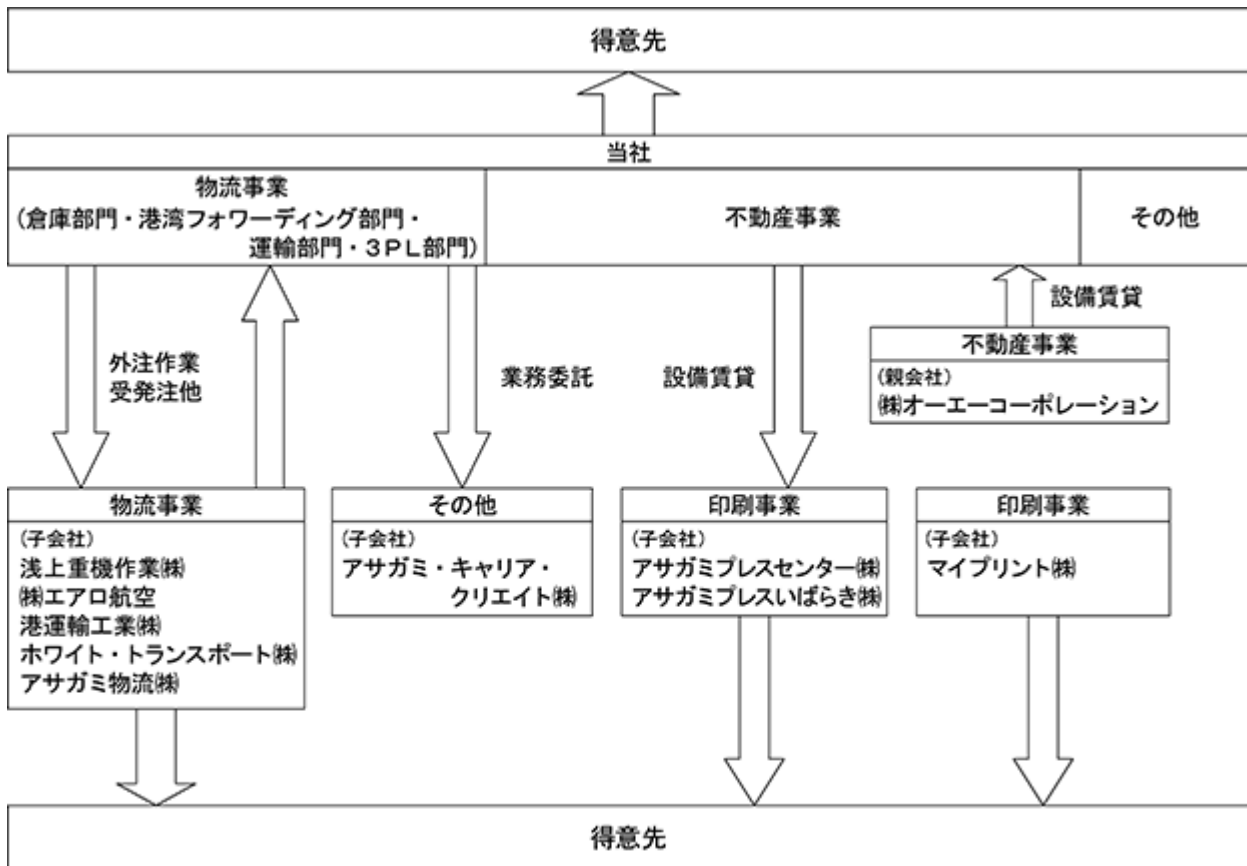 得意先
当社
物流事業
（倉庫部門・港湾フォワーディング部門・
運輸部門・３ＰＬ部門）
不動産事業
その他
外注作業
受発注他
業務委託
設備賃貸
設備賃貸
不動産事業
（親会社）
㈱オーエーコーポレーション
物流事業
（子会社）
浅上重機作業㈱
㈱エアロ航空
港運輸工業㈱
ホワイト・トランスポート㈱
アサガミ物流㈱
その他
（子会社）
アサガミ・キャリア・
クリエイト㈱
印刷事業
（子会社）
アサガミプレスセンター㈱
アサガミプレスいばらき㈱
印刷事業
（子会社）
マイプリント㈱
得意先